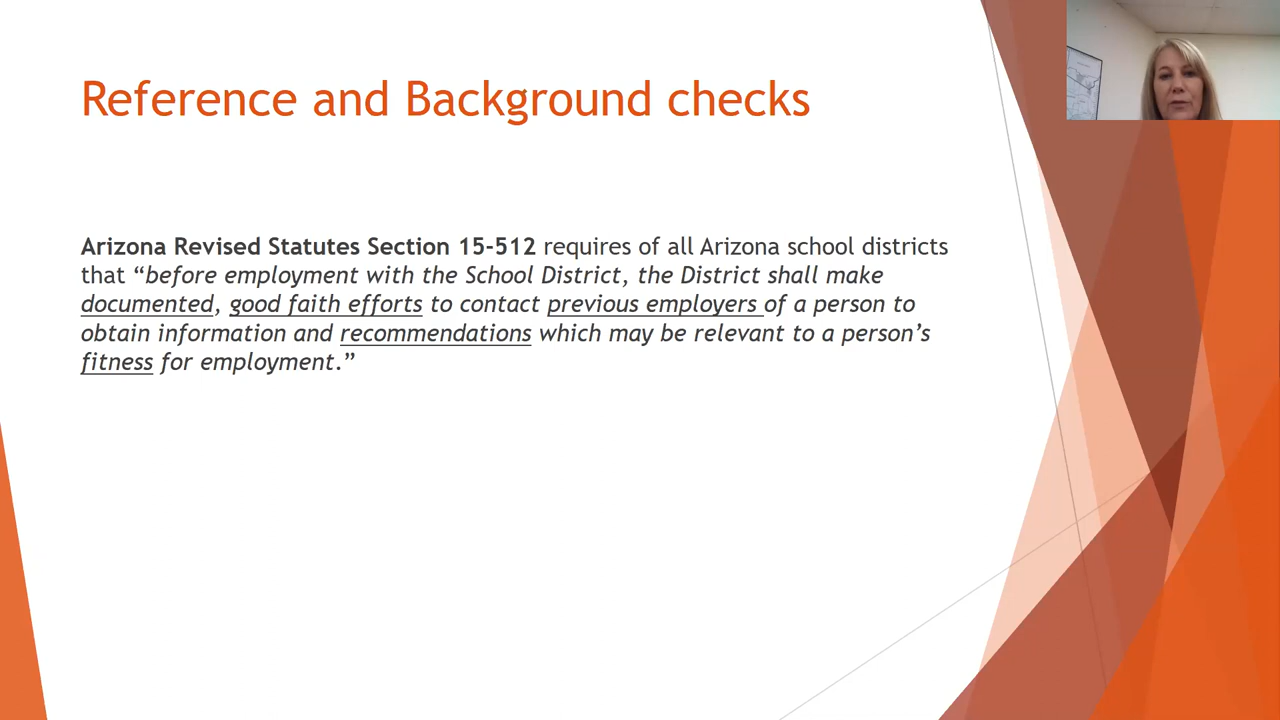 Reference and Background checks
Arizona Revised Statutes Section 15-512 requires of all Arizona school districts
that “before employment with the School District, the District shall make
documented, good faith efforts to contact previous employers of a person to
obtain information and recommendations which may be relevant to a person’s
fitness for employment.”